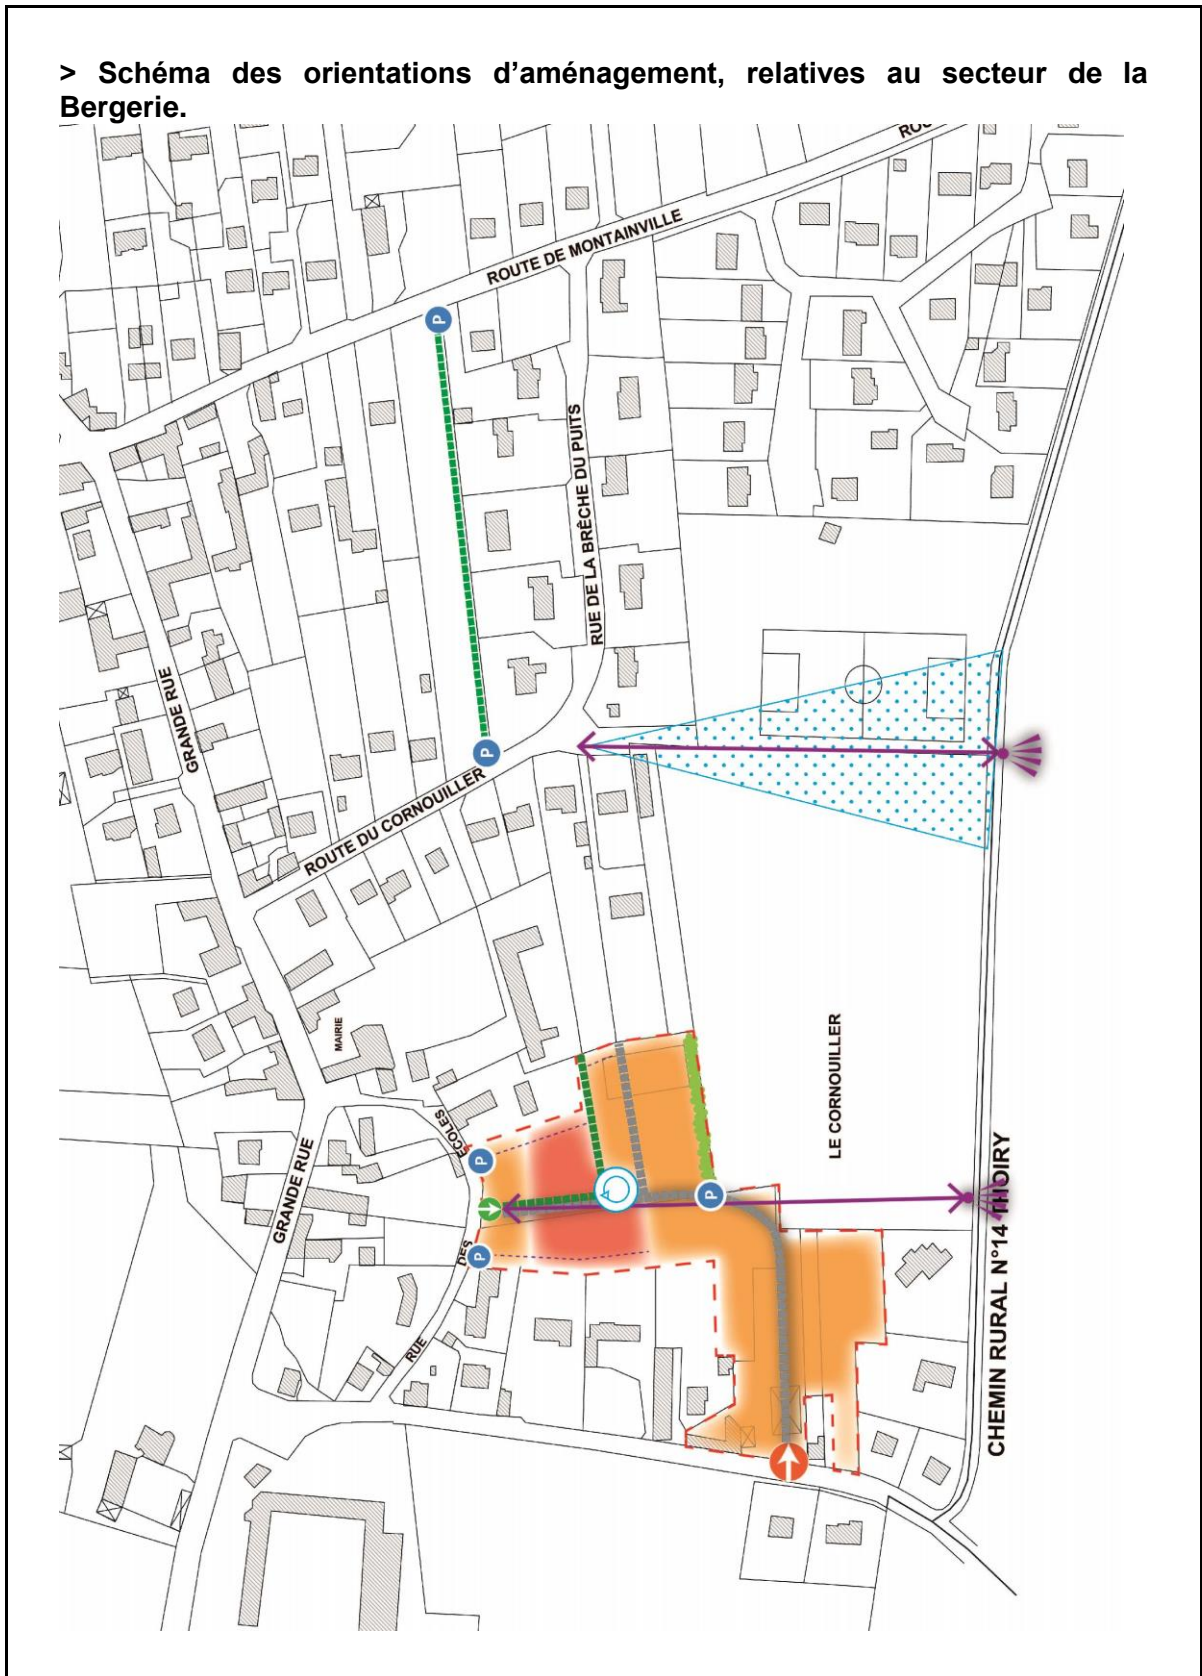 > Schéma des orientations d'aménagement, relatives au secteur de la
Bergerie.
ROUTE DE MONTAINVILLE
P
RUE DE LA BRÈCHE DU PUITS
GRANDE RUE
P
ROUTE DU CORNOUILLER
MAIRIE
LE CORNOUILLER
ECOLES
P
GRANDE RUE
P
DES
P
RUE
CHEMIN RURAL N°14 THOIRY